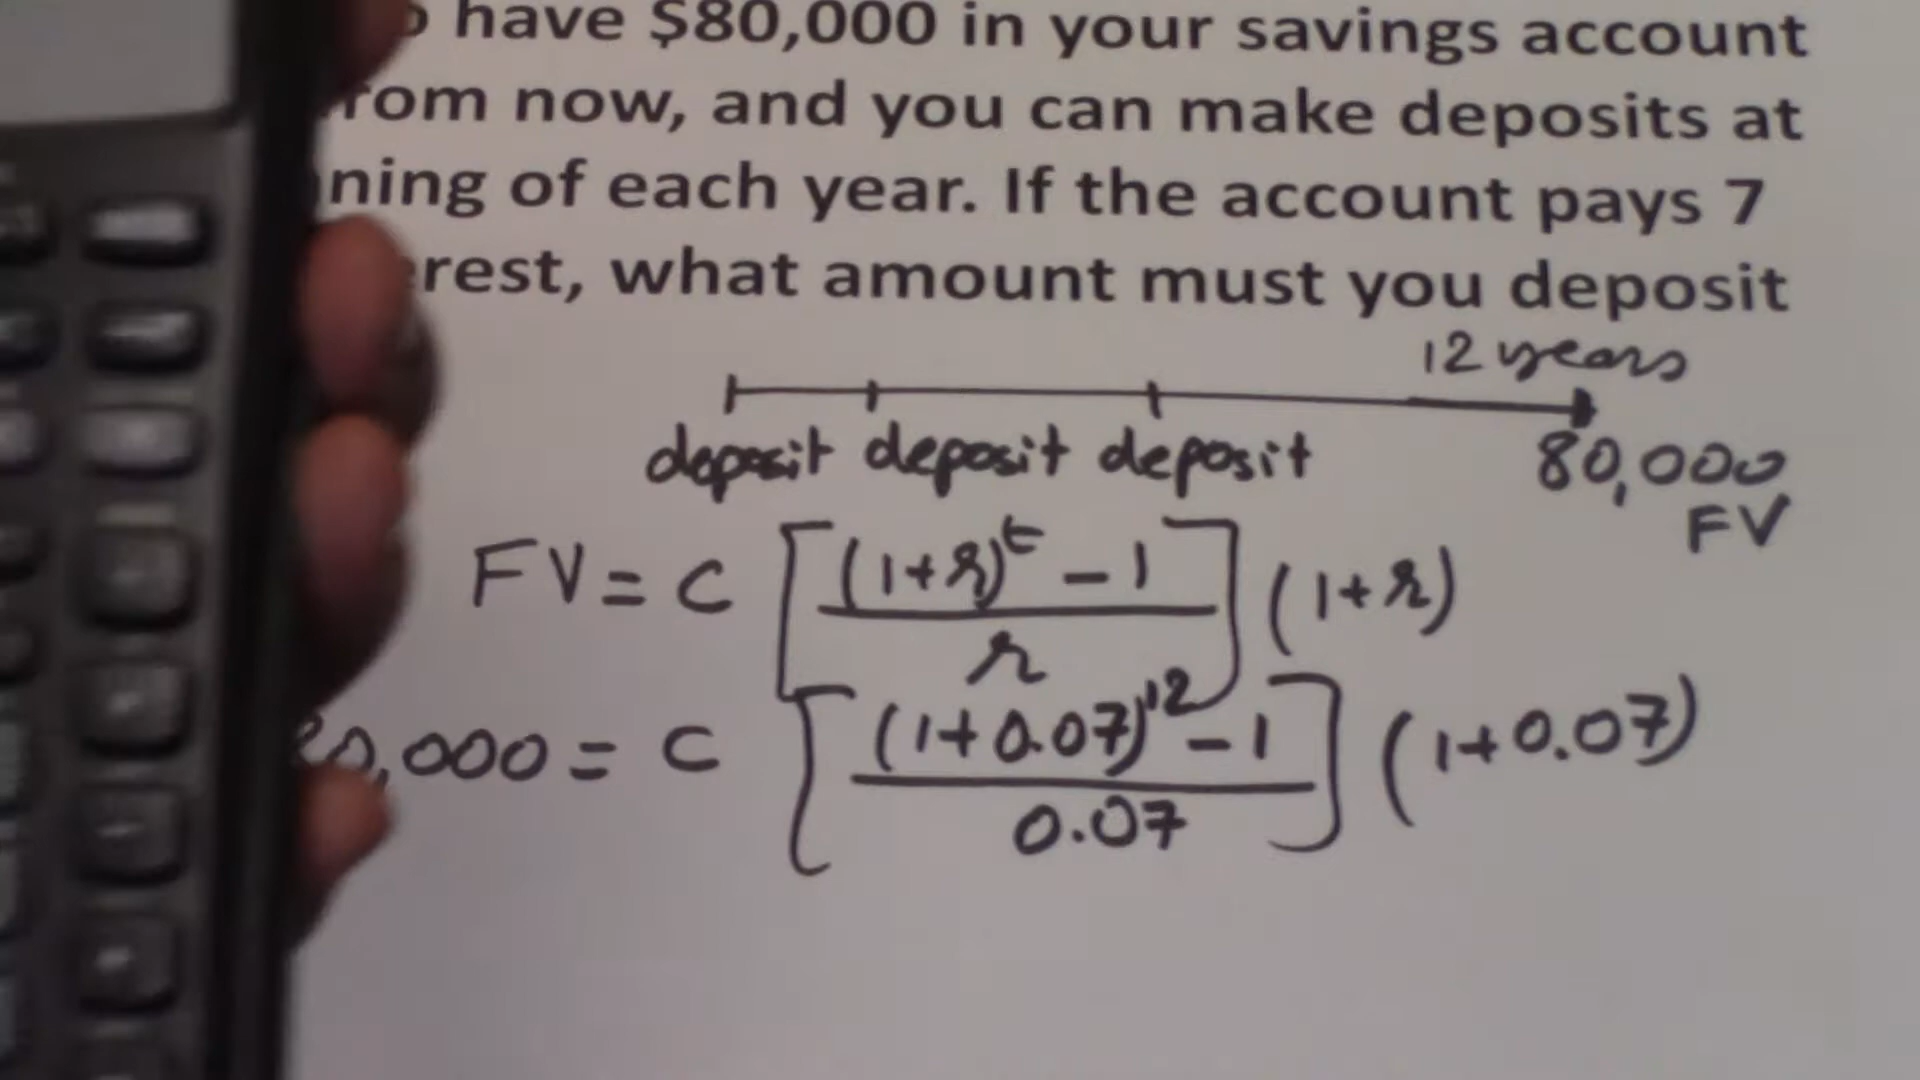 have $80,000 in your savings account
rom now, and you can make deposits at
ning of each year. If the account pays 7
rest, what amount must you deposit
12 years
deposit deposit deposit
80,000
FV
FV = C [ ((1+r)^t - 1) / r ] (1+r)
0,000 = C [ ((1+0.07)^12 - 1) / 0.07 ] (1+0.07)